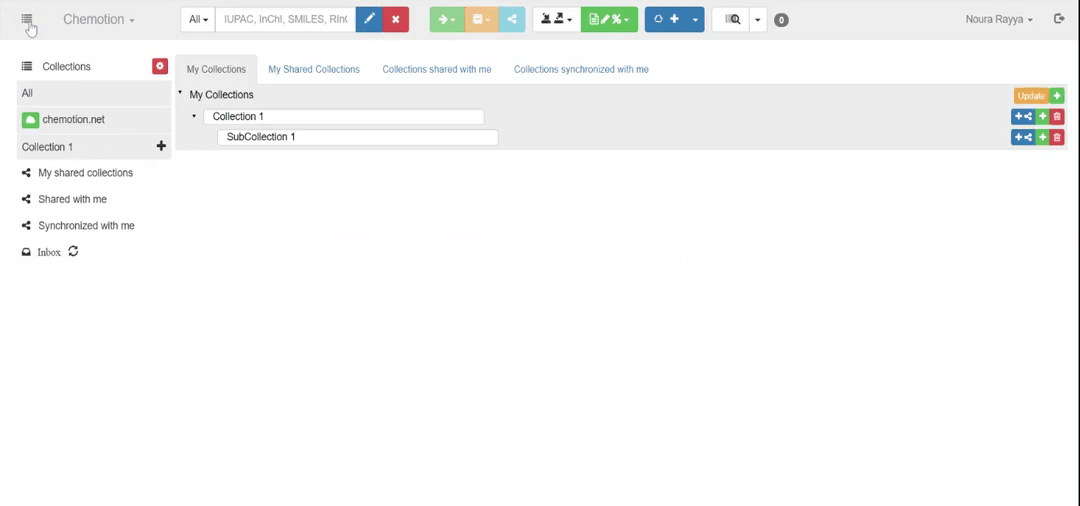 Chemotion
All
IUPAC, InChI, SMILES, RInC
0
Noura Rayya
Collections
My Collections
My Shared Collections
Collections shared with me
Collections synchronized with me
All
My Collections
Update
chemotion.net
Collection 1
SubCollection 1
Collection 1
My shared collections
Shared with me
Synchronized with me
Inbox